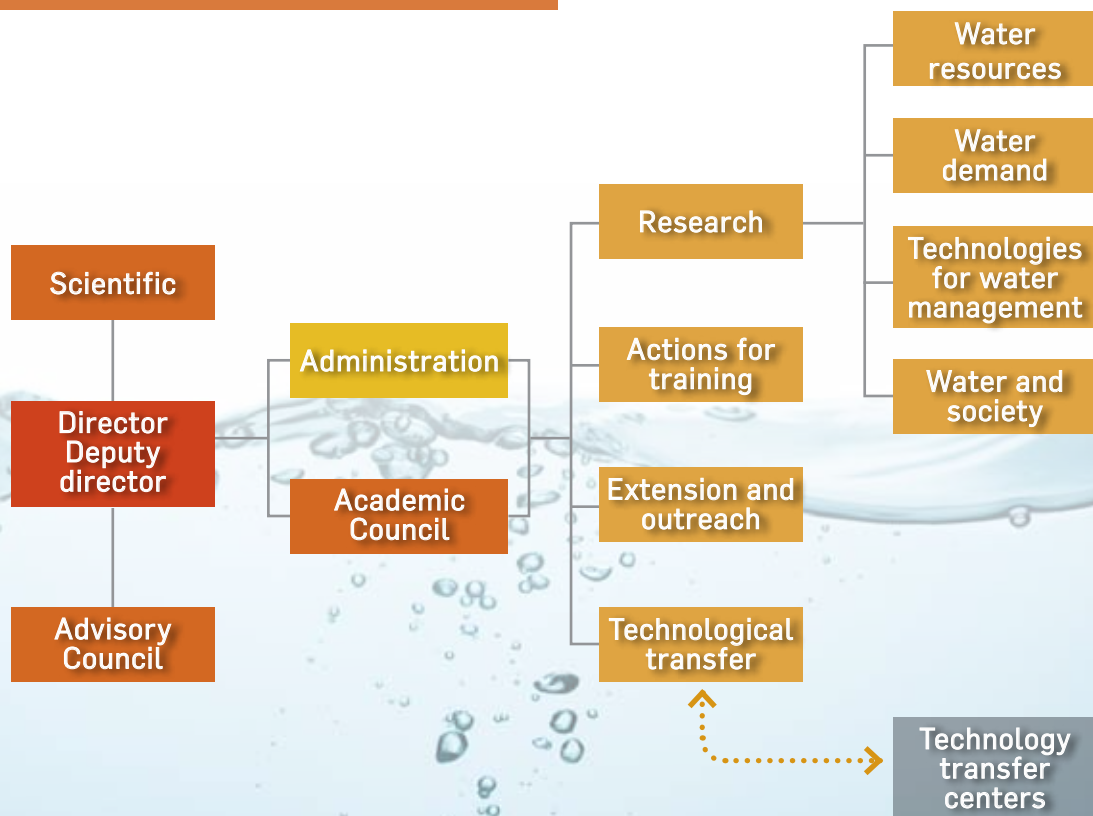 Scientific
Director
Deputy
director
Advisory
Council
Administration
Academic
Council
Research
Actions for
training
Extension and
outreach
Technological
transfer
Water
resources
Water
demand
Technologies
for water
management
Water and
society
Technology
transfer
centers